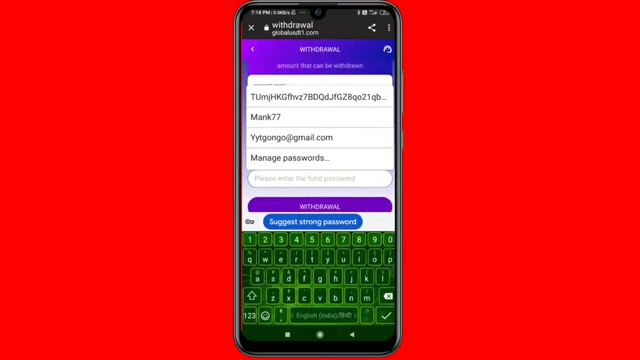 7:18 PM | 0.0KB/s
withdrawal
globalusdt1.com
WITHDRAWAL
amount that can be withdrawn
TUmjHKGfhvz7BDQdJfGZ8qo21qb...
Mank77
Yytgongo@gmail.com
Manage passwords...
Please enter the fund password
WITHDRAWAL
Suggest strong password
1 2 3 4 5 6 7 8 9 0
q w e r t y u i o p
a s d f g h j k l
z x c v b n m
123 < English (India)/हिन्दी >